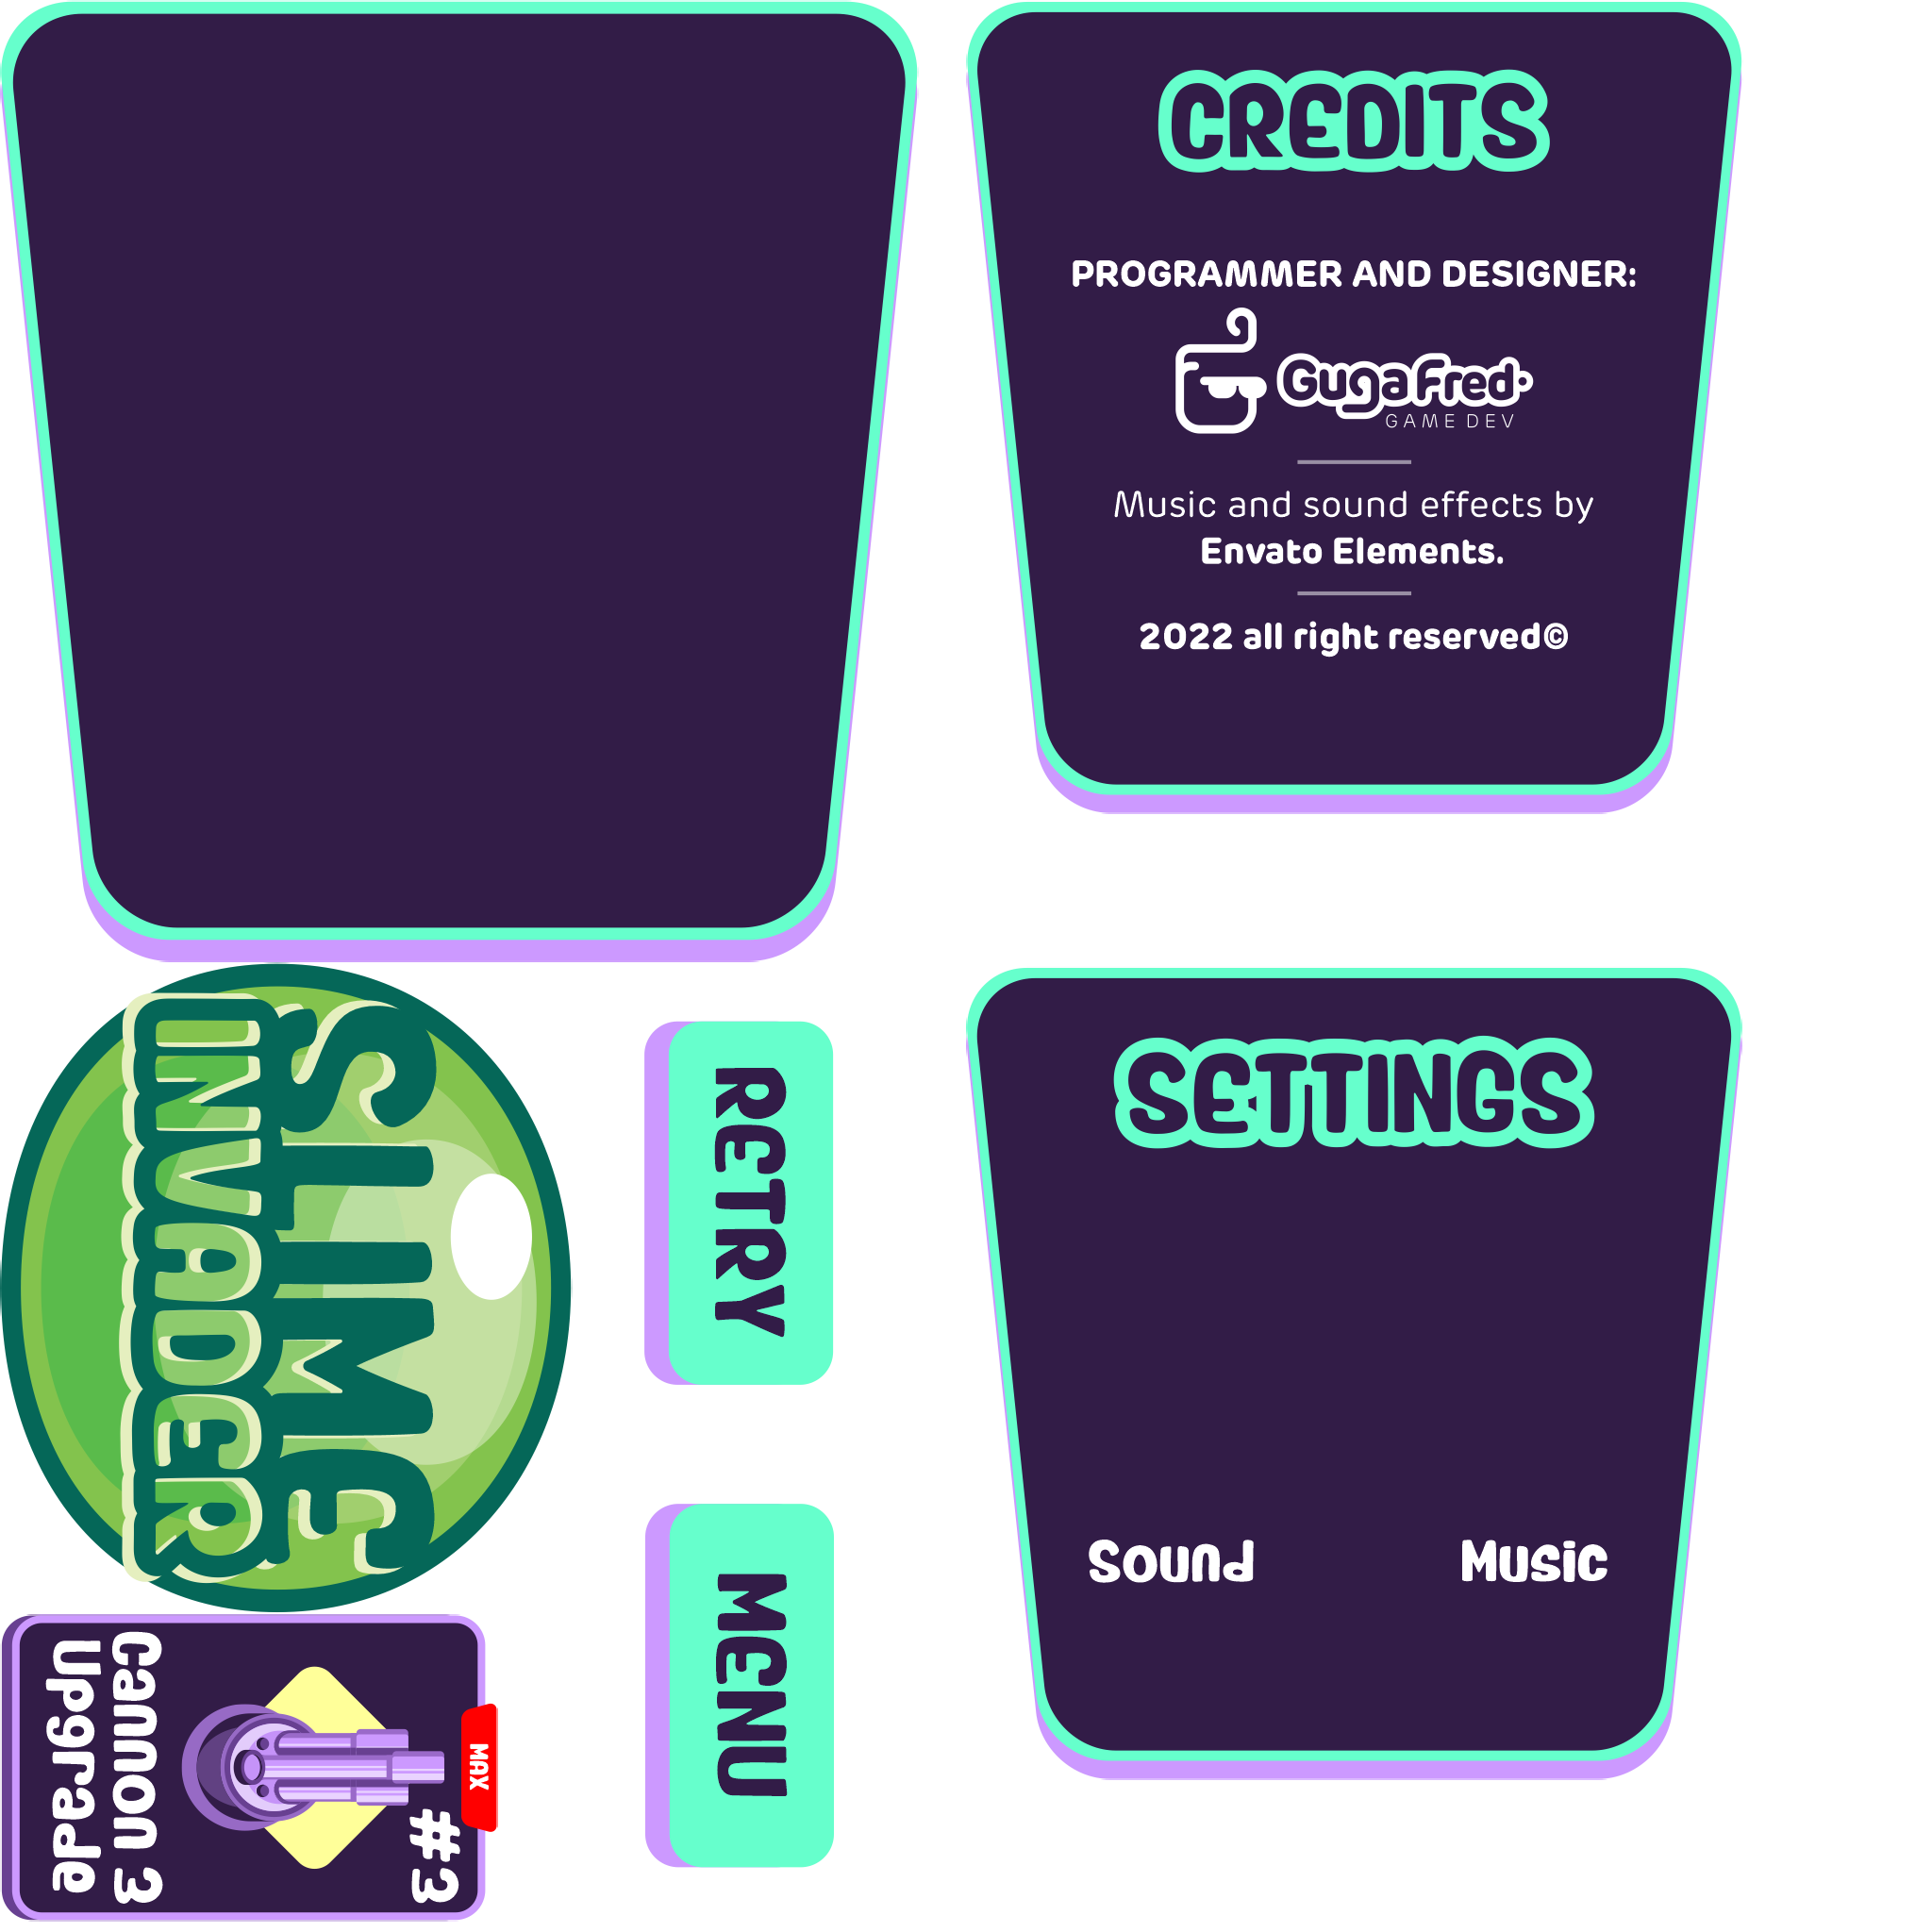 CREDITS
PROGRAMMER AND DESIGNER:
GugaFred
GAME DEV
Music and sound effects by
Envato Elements.
2022 all right reserved©
SLIME
INVADER
RETRY
SETTINGS
Sound
Music
MENU
MAX
#3
cannon 3
upgrade